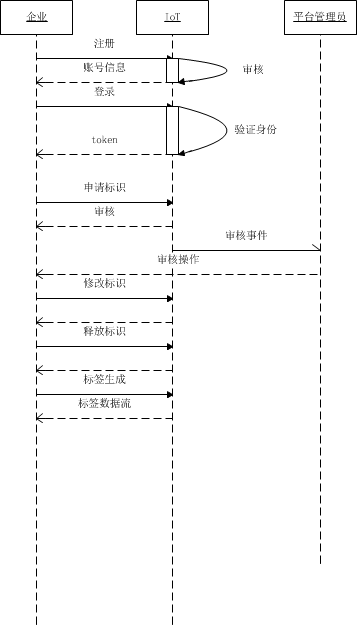 企业
IoT
平台管理员
注册
账号信息
审核
登录
验证身份
token
申请标识
审核
审核事件
审核操作
修改标识
释放标识
标签生成
标签数据流